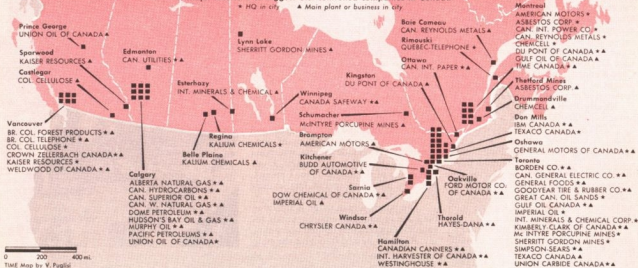 * HQ in city ▲ Main plant or business in city
Prince George
UNION OIL OF CANADA▲
Sparwood
KAISER RESOURCES▲
Castlegar
COL. CELLULOSE▲
Edmonton
CAN. UTILITIES*▲
Lynn Lake
SHERRITT GORDON MINES▲
Esterhazy
INT. MINERALS & CHEMICAL▲
Winnipeg
CANADA SAFEWAY*▲
Regina
KALIUM CHEMICALS*
Belle Plaine
KALIUM CHEMICALS▲
Vancouver
BR. COL. FOREST PRODUCTS*▲
BR. COL. TELEPHONE*▲
COL. CELLULOSE*
CROWN ZELLERBACH CANADA*▲
KAISER RESOURCES*
WELDWOOD OF CANADA*▲
Calgary
ALBERTA NATURAL GAS*▲
CAN. HYDROCARBONS*▲
CAN. SUPERIOR OIL*▲
CAN. W. NATURAL GAS*▲
DOME PETROLEUM*▲
HUDSON'S BAY OIL & GAS*▲
MURPHY OIL*▲
PACIFIC PETROLEUMS*▲
UNION OIL OF CANADA*
Baie Comeau
CAN. REYNOLDS METALS▲
Rimouski
QUEBEC-TELEPHONE*▲
Ottawa
CAN. INT. PAPER▲
Kingston
DU PONT OF CANADA▲
Schumacher
McINTYRE PORCUPINE MINES▲
Brampton
AMERICAN MOTORS▲
Kitchener
BUDD AUTOMOTIVE
OF CANADA*▲
Sarnia
DOW CHEMICAL OF CANADA*▲
IMPERIAL OIL▲
Windsor
CHRYSLER CANADA*▲
Hamilton
CANADIAN CANNERS*▲
INT. HARVESTER OF CANADA*▲
WESTINGHOUSE*▲
Thorold
HAYES-DANA*▲
Oakville
FORD MOTOR CO.
OF CANADA*▲
Montreal
AMERICAN MOTORS*
ASBESTOS CORP.*
CAN. INT. POWER CO.*
CAN. REYNOLDS METALS*
CHEMCELL*
DU PONT OF CANADA*▲
GULF OIL OF CANADA▲
TIME CANADA*▲
Thetford Mines
ASBESTOS CORP.▲
Drummondville
CHEMCELL▲
Don Mills
IBM CANADA*▲
TEXACO CANADA*
Oshawa
GENERAL MOTORS OF CANADA*▲
Toronto
BORDEN CO.*▲
CAN. GENERAL ELECTRIC CO.*▲
GENERAL FOODS*▲
GOODYEAR TIRE & RUBBER CO.*▲
GREAT CAN. OIL SANDS*
GULF OIL CANADA*▲
IMPERIAL OIL*
INT. MINERALS & CHEMICAL CORP.*
KIMBERLY-CLARK OF CANADA*▲
Mc INTYRE PORCUPINE MINES*
SHERRITT GORDON MINES*
SIMPSON-SEARS*▲
TEXACO CANADA▲
UNION CARBIDE CANADA*▲
0 400
TIME Map by V. Puglisi